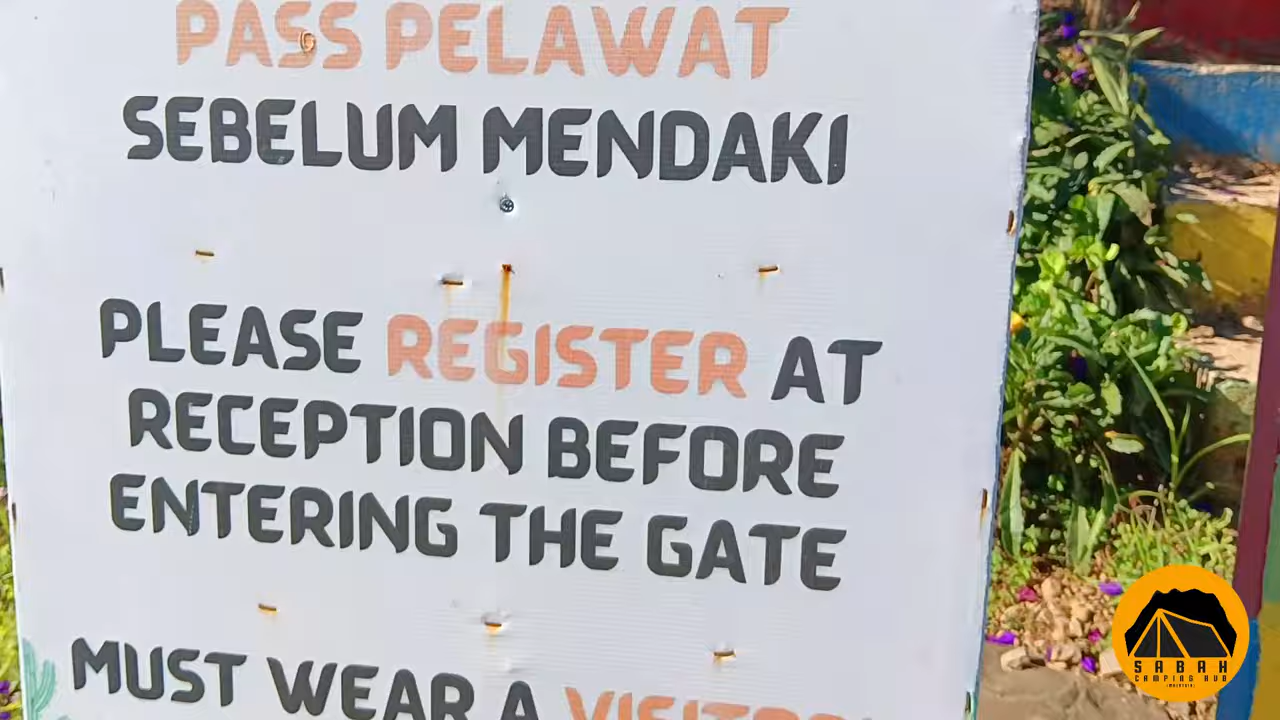 PASS PELAWAT
SEBELUM MENDAKI
PLEASE REGISTER AT
RECEPTION BEFORE
ENTERING THE GATE
MUST WEAR A
SABAH
CAMPING HUB